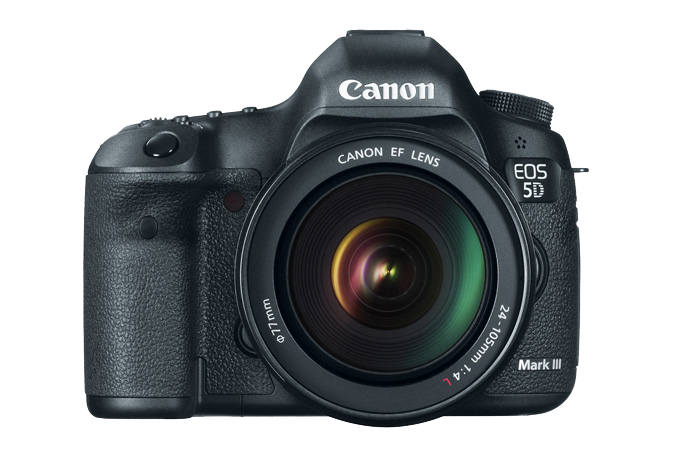 Canon
CANON EF LENS
EOS
5D
Φ77mm
24-105mm 1:4 L
Mark III